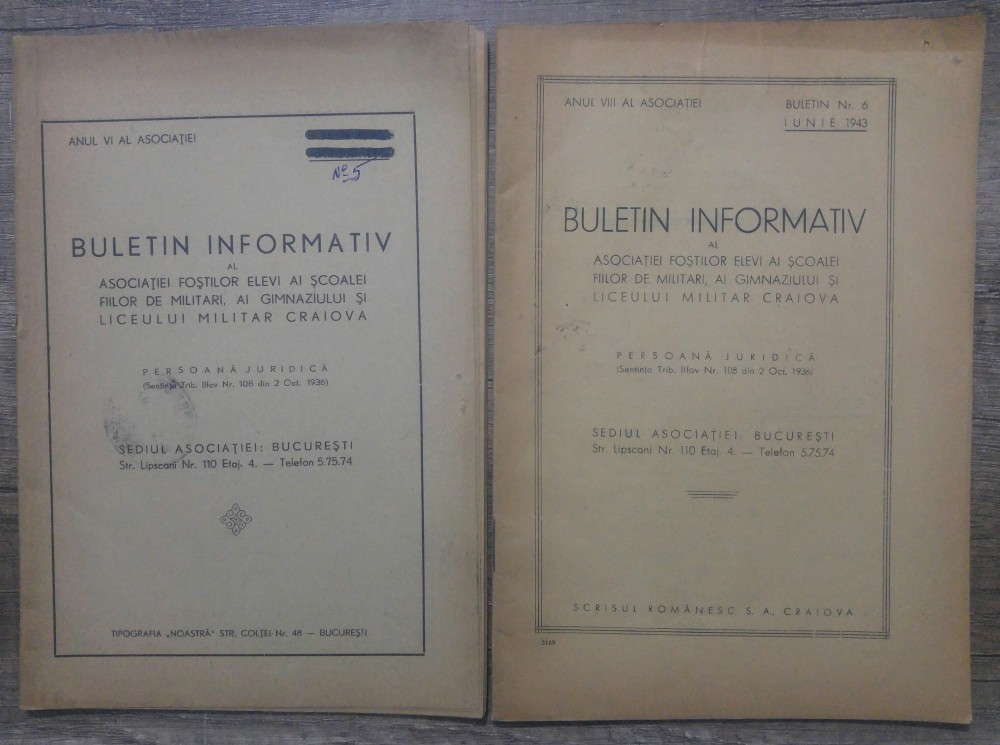 ANUL VI AL ASOCIAŢIEI
Nº 5
BULETIN INFORMATIV
AL
ASOCIAŢIEI FOŞTILOR ELEVI AI ŞCOALEI
FIILOR DE MILITARI, AI GIMNAZIULUI ŞI
LICEULUI MILITAR CRAIOVA
PERSOANĂ JURIDICĂ
(Sentinţa Trib. Ilfov Nr. 108 din 2 Oct. 1936)
SEDIUL ASOCIAŢIEI: BUCUREŞTI
Str. Lipscani Nr. 110 Etaj. 4. — Telefon 5.75.74
TIPOGRAFIA „NOASTRĂ" STR. COLŢEI Nr. 48 — BUCUREŞTI
ANUL VIII AL ASOCIAŢIEI
BULETIN Nr. 6
IUNIE 1943
BULETIN INFORMATIV
AL
ASOCIAŢIEI FOŞTILOR ELEVI AI ŞCOALEI
FIILOR DE MILITARI, AI GIMNAZIULUI ŞI
LICEULUI MILITAR CRAIOVA
PERSOANĂ JURIDICĂ
(Sentinţa Trib. Ilfov Nr. 108 din 2 Oct. 1936)
SEDIUL ASOCIAŢIEI: BUCUREŞTI
Str. Lipscani Nr. 110 Etaj. 4. — Telefon 5.75.74
SCRISUL ROMÂNESC S. A. CRAIOVA